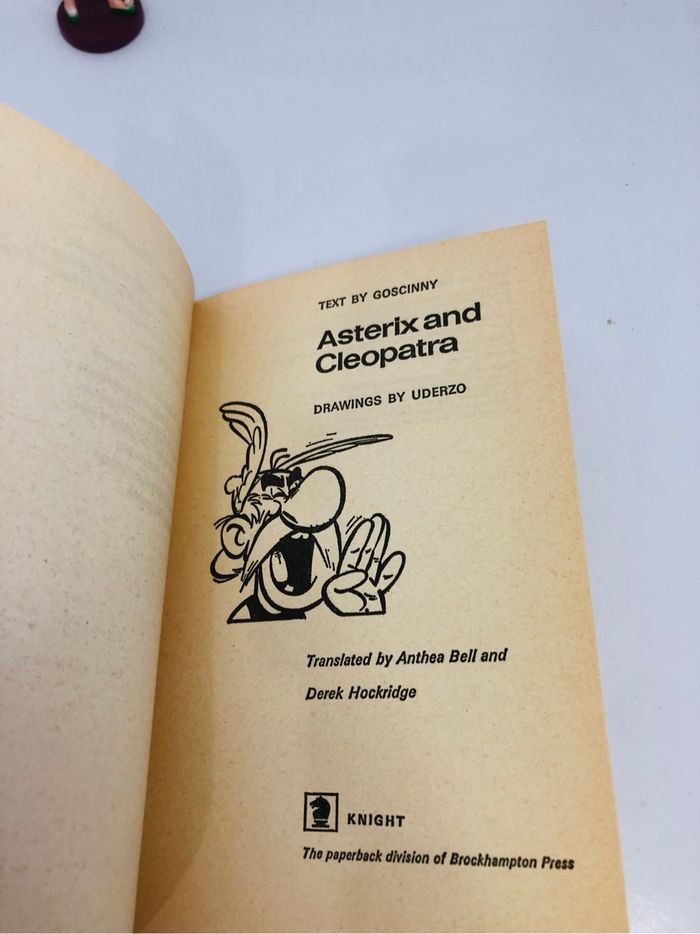 TEXT BY GOSCINNY
Asterix and
Cleopatra
DRAWINGS BY UDERZO
Translated by Anthea Bell and
Derek Hockridge
KNIGHT
The paperback division of Brockhampton Press